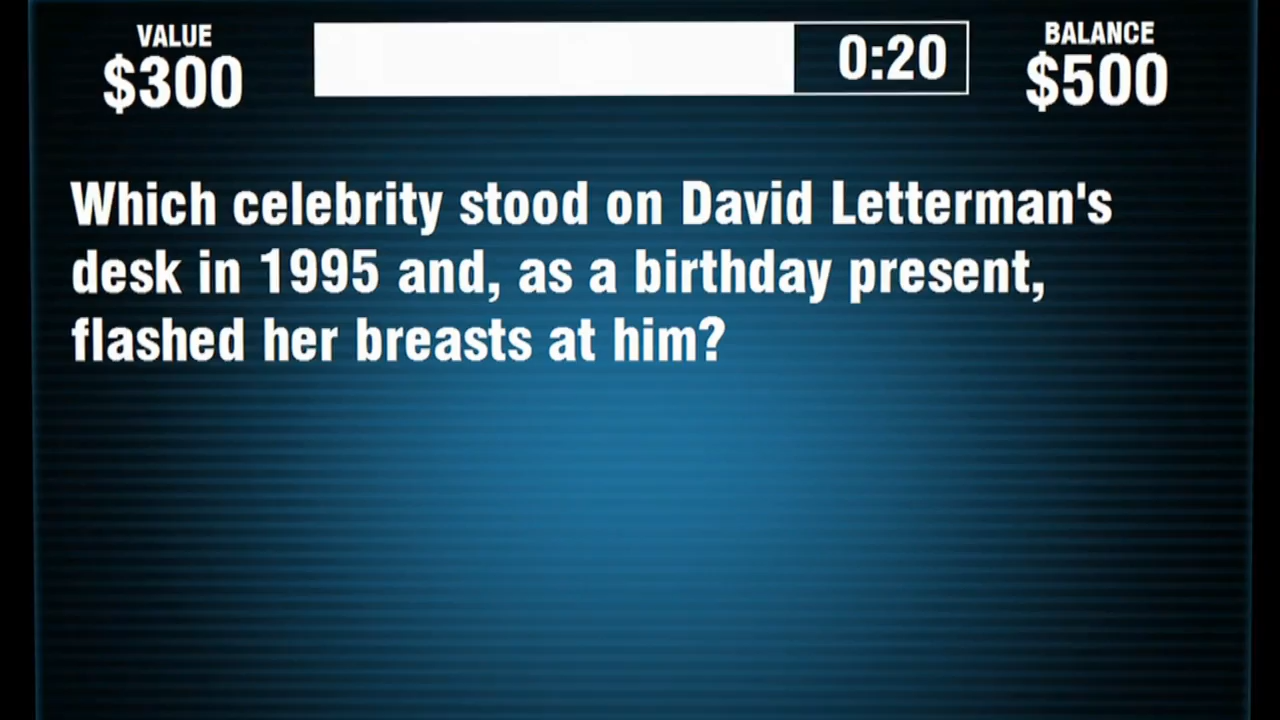 VALUE
$300
0:20
BALANCE
$500
Which celebrity stood on David Letterman's
desk in 1995 and, as a birthday present,
flashed her breasts at him?